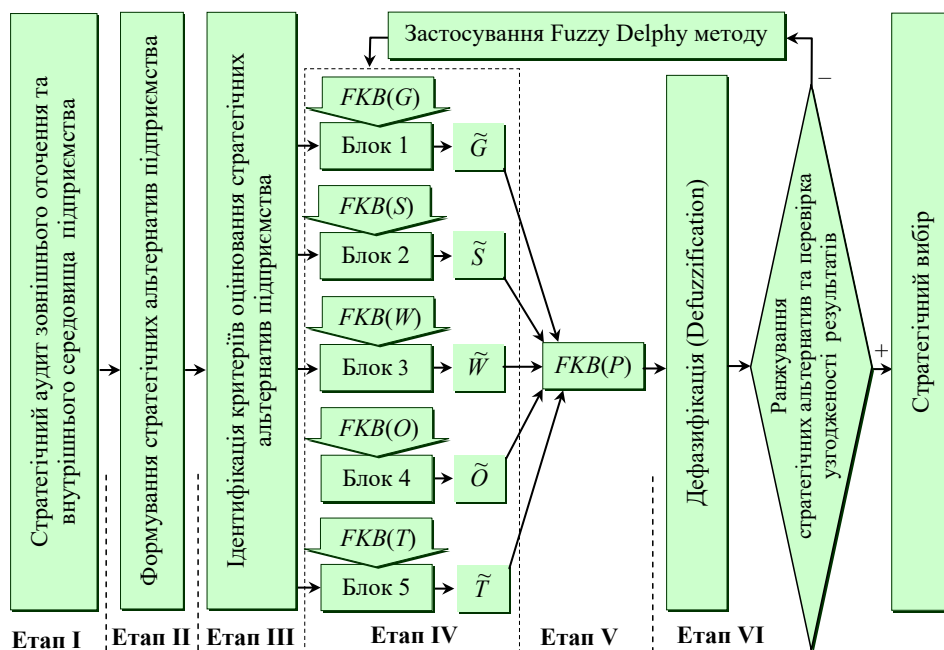 Стратегічний аудит зовнішнього оточення та
внутрішнього середовища підприємства
Формування стратегічних альтернатив підприємства
Ідентифікація критеріїв оцінювання стратегічних
альтернатив підприємства
Застосування Fuzzy Delphy методу
FKB(G)
Блок 1
G̃
FKB(S)
Блок 2
S̃
FKB(W)
Блок 3
W̃
FKB(O)
Блок 4
Õ
FKB(T)
Блок 5
T̃
FKB(P)
Дефазифікація (Defuzzification)
Ранжування
стратегічних альтернатив та перевірка
узгодженості результатів
–
+
Стратегічний вибір
Етап I
Етап II
Етап III
Етап IV
Етап V
Етап VI